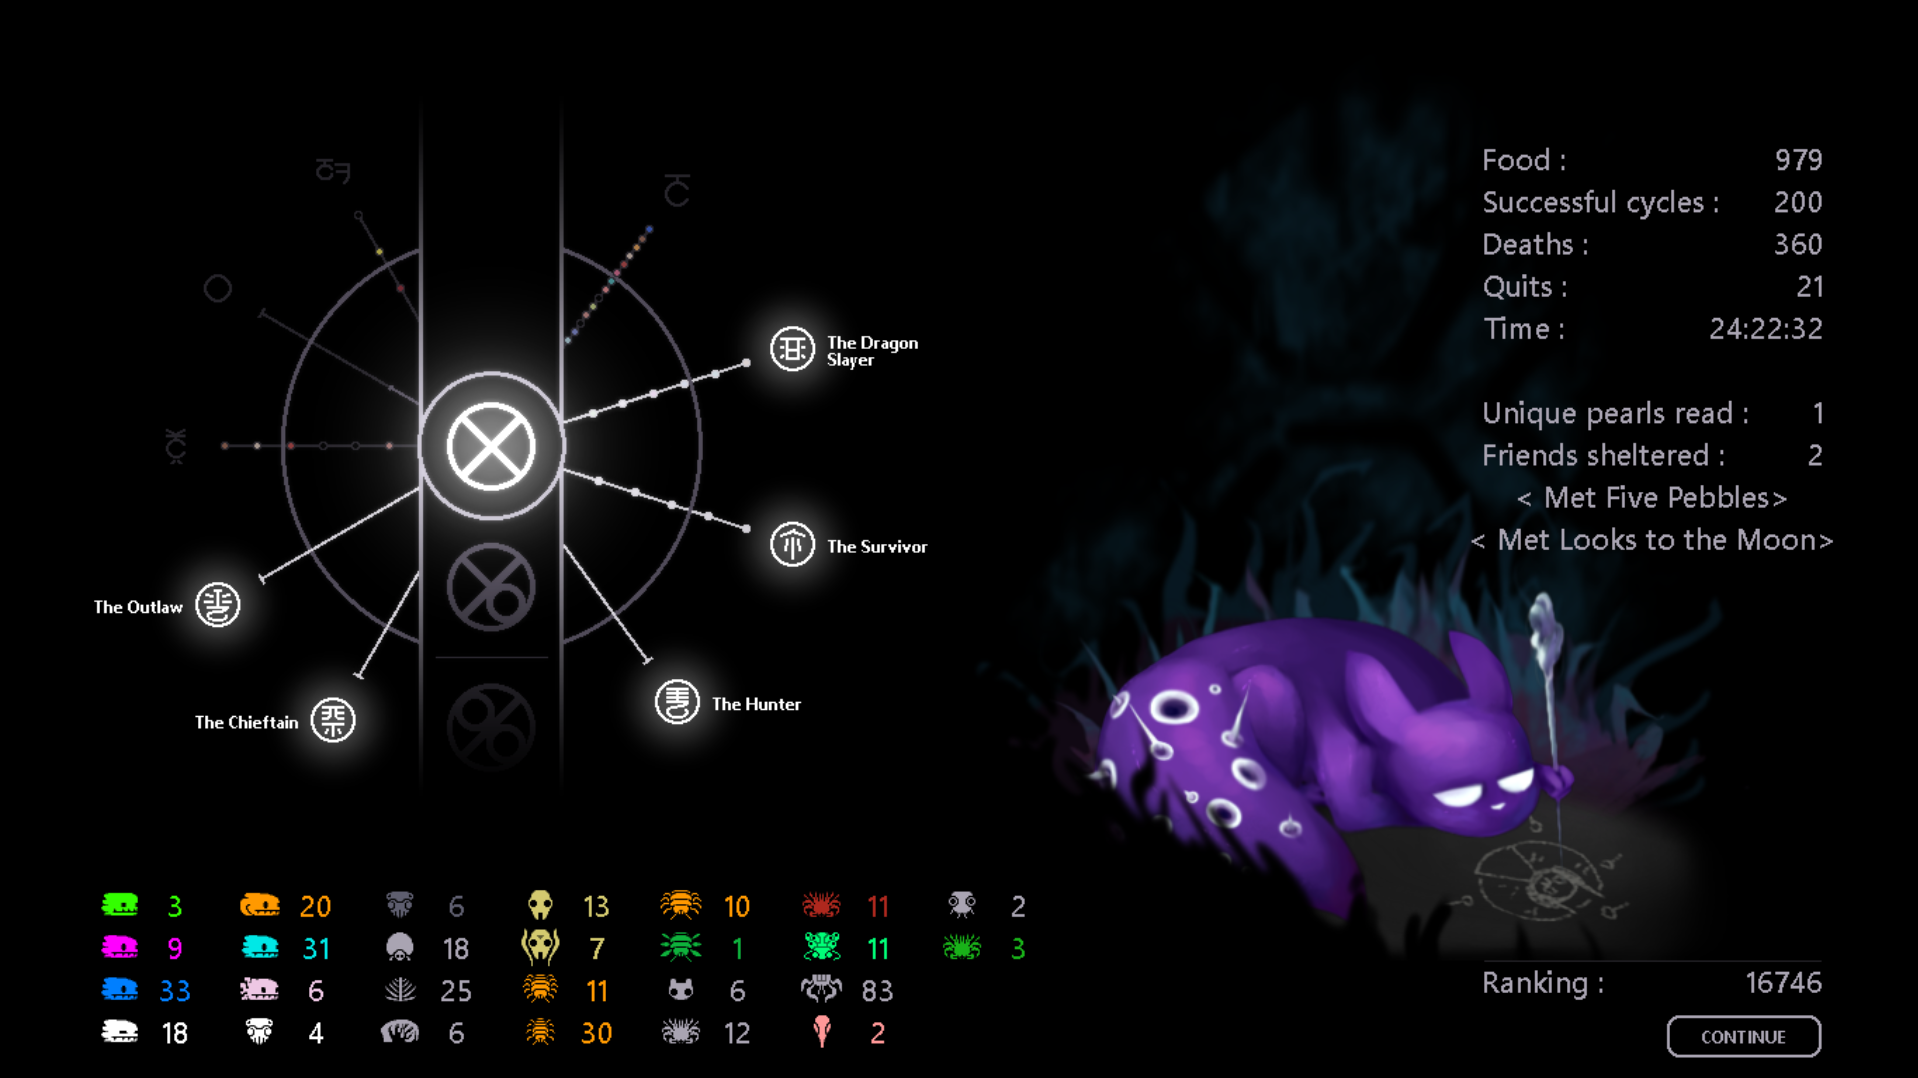 Food : 979
Successful cycles : 200
Deaths : 360
Quits : 21
Time : 24:22:32
Unique pearls read : 1
Friends sheltered : 2
< Met Five Pebbles>
< Met Looks to the Moon>
The Dragon
Slayer
The Survivor
The Outlaw
The Hunter
The Chieftain
3 20 6 13 10 11 2
9 31 18 7 1 11 3
33 6 25 11 6 83
18 4 6 30 12 2
Ranking : 16746
CONTINUE